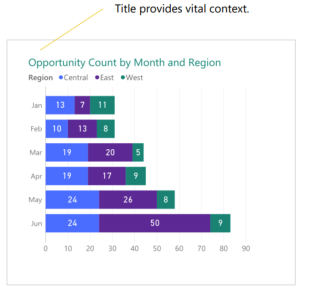 Title provides vital context.
Opportunity Count by Month and Region
Region Central East West
Jan 13 7 11
Feb 10 13 8
Mar 19 20 5
Apr 19 17 9
May 24 26 8
Jun 24 50 9
0 10 20 30 40 50 60 70 80 90